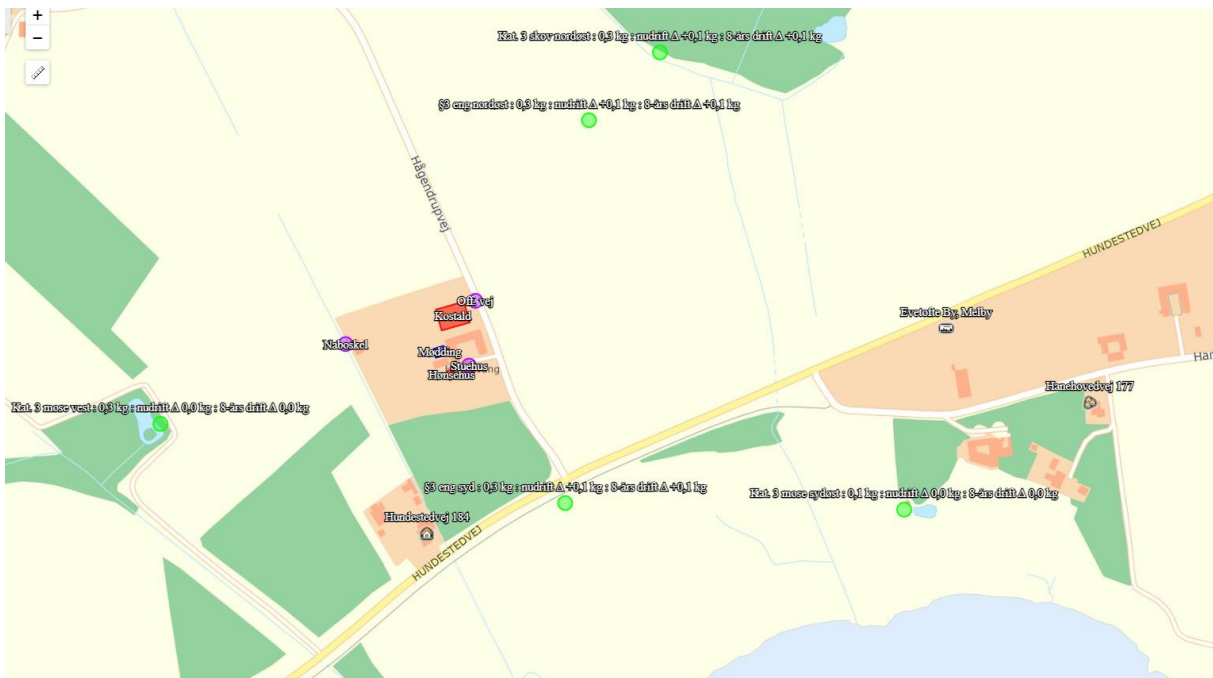 +
−
Kat. 3 skov nordøst : 0,3 kg : nudrift Δ +0,1 kg : 8-års drift Δ +0,1 kg
§3 eng nordøst : 0,3 kg : nudrift Δ +0,1 kg : 8-års drift Δ +0,1 kg
Hågendrupvej
HUNDESTEDVEJ
Off. vej
Kostald
Evetofte By, Melby
Naboskel
Mødding
Stuehus
Hønsehus
Hanehovedvej 177
Kat. 3 mose vest : 0,3 kg : nudrift Δ 0,0 kg : 8-års drift Δ 0,0 kg
§3 eng syd : 0,3 kg : nudrift Δ +0,1 kg : 8-års drift Δ +0,1 kg
Kat. 3 mose sydøst : 0,1 kg : nudrift Δ 0,0 kg : 8-års drift Δ 0,0 kg
Hundestedvej 184
HUNDESTEDVEJ